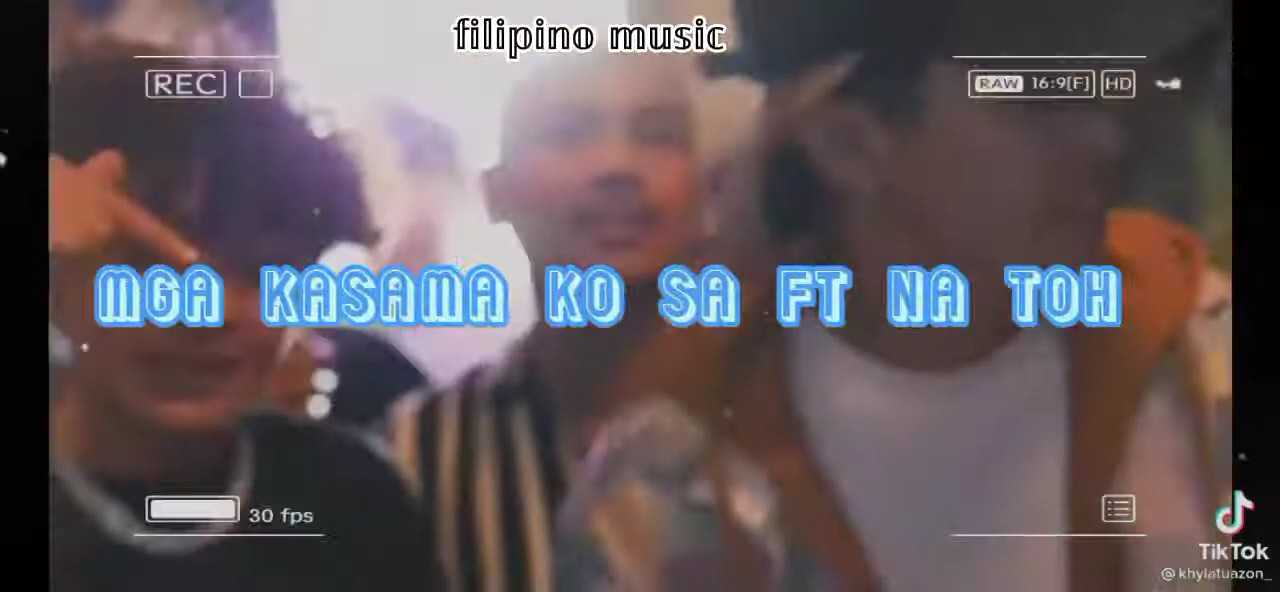 filipino music
REC
RAW 16:9[F] HD
MGA KASAMA KO SA FT NA TOH
30 fps
TikTok
@khylatuazon_